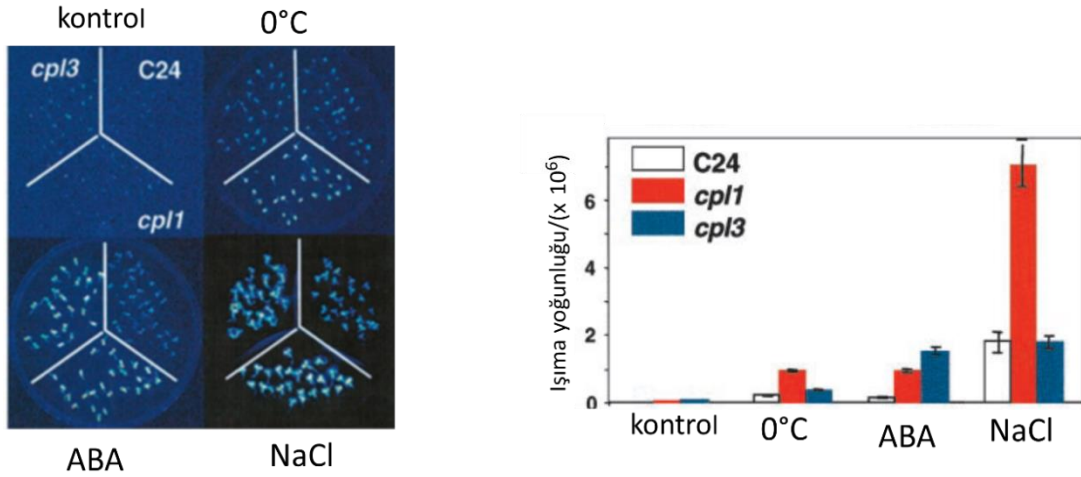 kontrol
0°C
cpl3
C24
cpl1
ABA
NaCl
Işıma yoğunluğu/(x 10⁶)
6
4
2
0
C24
cpl1
cpl3
kontrol
0°C
ABA
NaCl